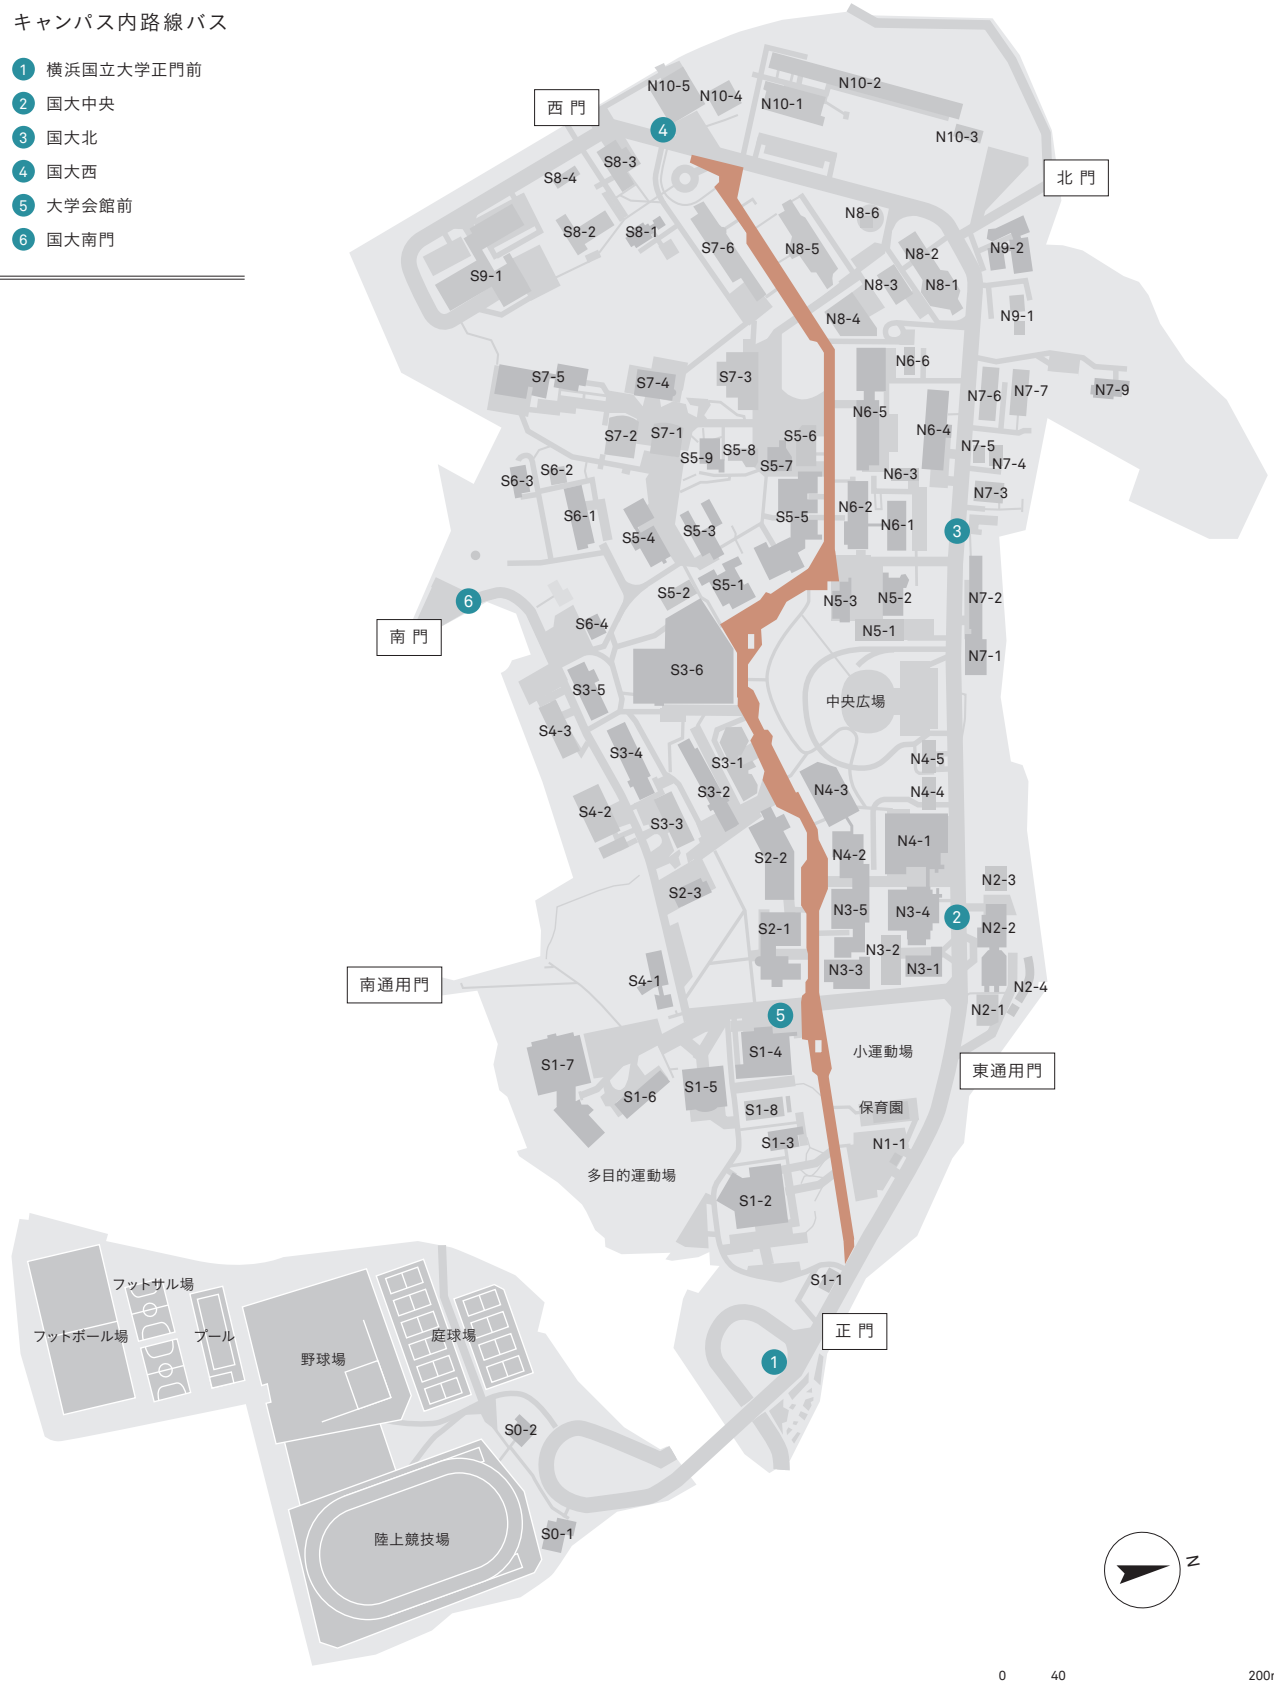 キャンパス内路線バス
1 横浜国立大学正門前
2 国大中央
3 国大北
4 国大西
5 大学会館前
6 国大南門
N10-5
N10-4
N10-2
N10-1
N10-3
西門
4
S8-3
S8-4
北門
N8-6
S8-2
S8-1
S7-6
N8-5
N8-2
N9-2
S9-1
N8-3
N8-1
N8-4
N9-1
N6-6
S7-5
S7-4
S7-3
N7-6
N7-7
N7-9
N6-5
N6-4
S7-2
S7-1
S5-6
S5-8
S5-9
S5-7
N7-5
N7-4
S6-2
S6-3
N6-3
N7-3
S6-1
S5-4
S5-3
S5-5
N6-2
N6-1
3
S5-2
S5-1
6
N5-3
N5-2
N7-2
南門
S6-4
N5-1
S3-6
N7-1
S3-5
中央広場
S4-3
S3-4
S3-1
N4-5
S3-2
N4-3
N4-4
S4-2
S3-3
N4-1
S2-2
N4-2
S2-3
N2-3
N3-5
N3-4
2
S2-1
N2-2
N3-2
N3-3
N3-1
南通用門
S4-1
N2-4
5
N2-1
S1-7
S1-4
小運動場
東通用門
S1-6
S1-5
S1-8
保育園
S1-3
N1-1
多目的運動場
S1-2
S1-1
フットサル場
フットボール場
プール
庭球場
野球場
正門
1
S0-2
陸上競技場
S0-1
N
0 40 200m